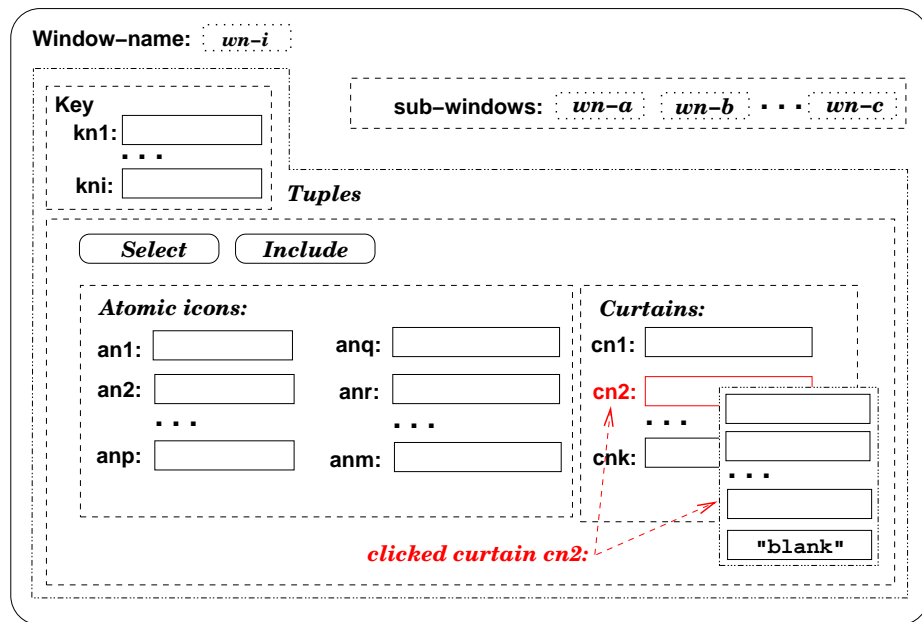 Window–name: wn–i
sub–windows: wn–a wn–b ... wn–c
Key
kn1:
...
kni:
Tuples
Select Include
Atomic icons:
an1: anq:
an2: anr:
... ...
anp: anm:
Curtains:
cn1:
cn2:
...
cnk:
...
"blank"
clicked curtain cn2: